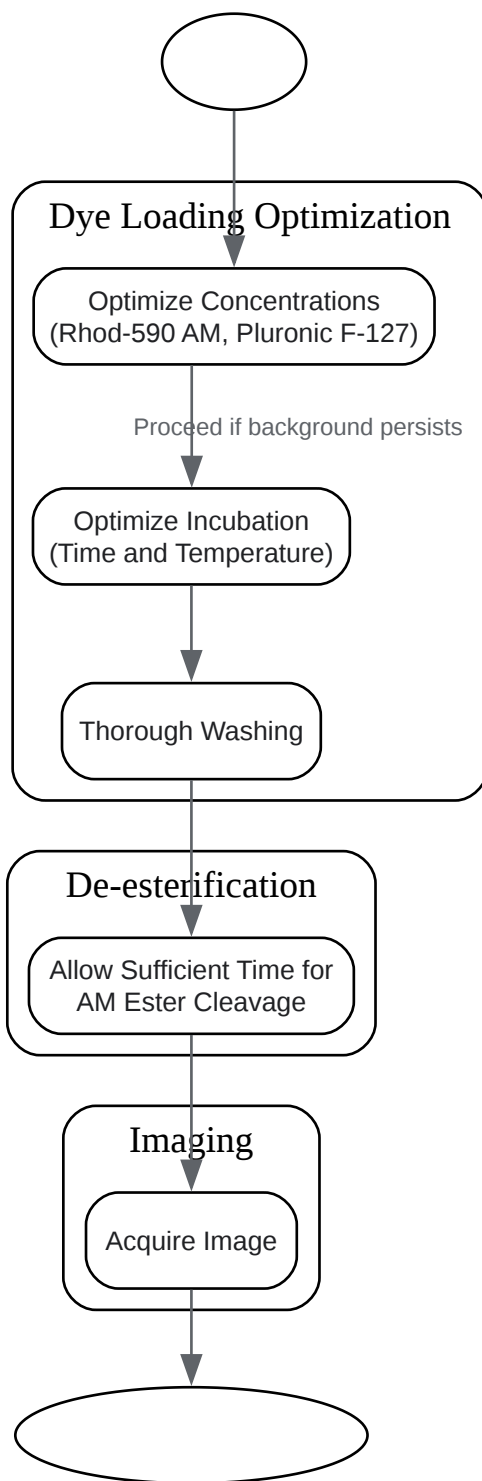 Dye Loading Optimization
Optimize Concentrations
(Rhod-590 AM, Pluronic F-127)
Proceed if background persists
Optimize Incubation
(Time and Temperature)
Thorough Washing
De-esterification
Allow Sufficient Time for
AM Ester Cleavage
Imaging
Acquire Image